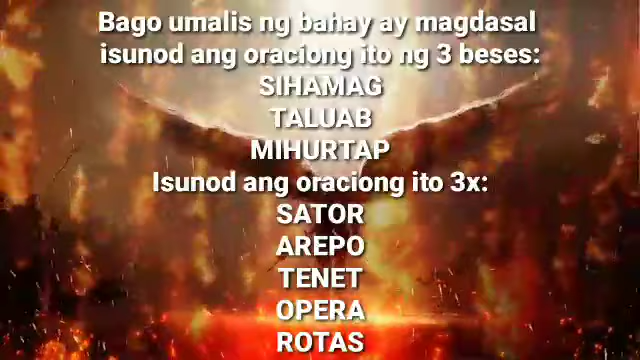 Bago umalis ng bahay ay magdasal
isunod ang oraciong ito ng 3 beses:
SIHAMAG
TALUAB
MIHURTAP
Isunod ang oraciong ito 3x:
SATOR
AREPO
TENET
OPERA
ROTAS